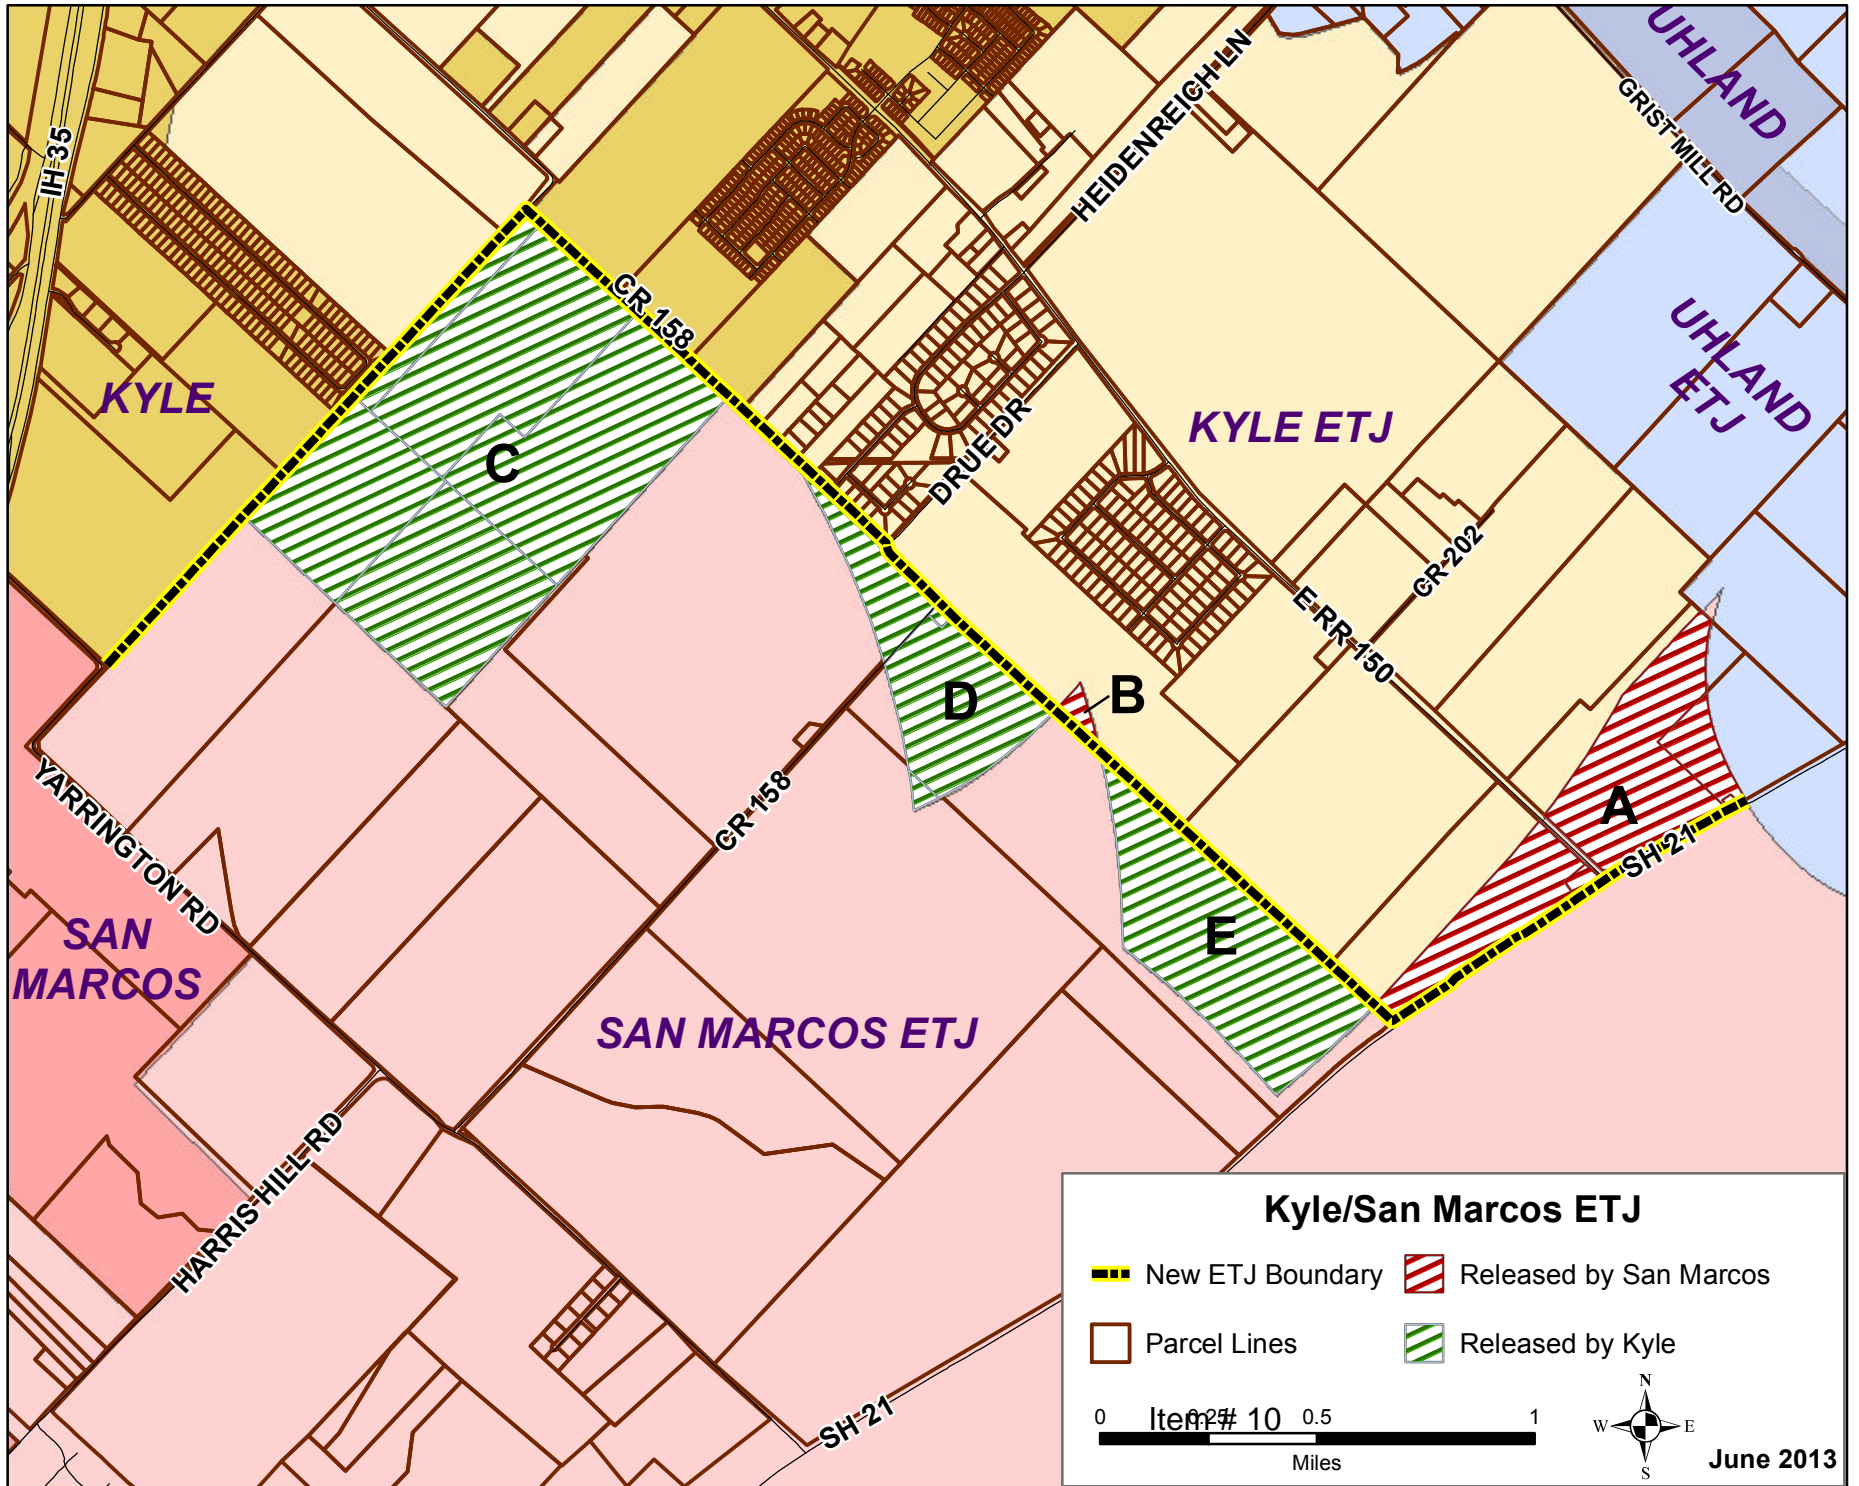 UHLAND
HEIDENREICH LN
GRIST MILL RD
IH 35
CR 158
UHLAND
ETJ
KYLE
KYLE ETJ
DRUE DR
C
CR 202
E RR 150
D
B
A
YARRINGTON RD
CR 158
SH 21
E
SAN
MARCOS
SAN MARCOS ETJ
HARRIS HILL RD
SH 21
Kyle/San Marcos ETJ
New ETJ Boundary
Released by San Marcos
Parcel Lines
Released by Kyle
Item # 10
0 0.25 0.5 1
Miles
N
W E
S
June 2013